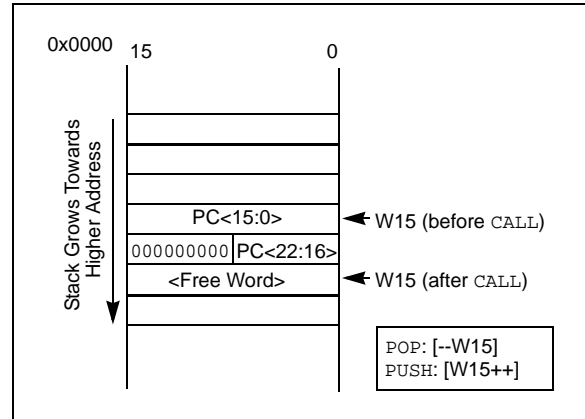 0x0000
15
0
Stack Grows Towards
Higher Address
PC<15:0>
W15 (before CALL)
000000000
PC<22:16>
<Free Word>
W15 (after CALL)
POP: [--W15]
PUSH: [W15++]